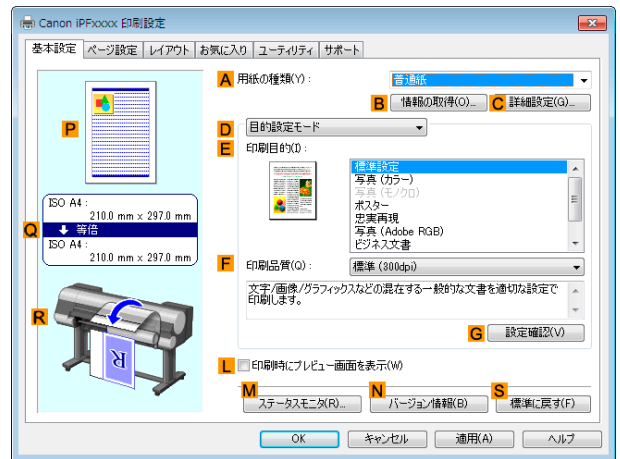 Canon iPFxxxx 印刷設定
基本設定 ページ設定 レイアウト お気に入り ユーティリティ サポート
A 用紙の種類(Y)： 普通紙
B 情報の取得(O)... C 詳細設定(G)...
P
D 目的設定モード
E 印刷目的(I)：
標準設定
写真 (カラー)
写真 (モノクロ)
ポスター
忠実再現
写真 (Adobe RGB)
ビジネス文書
ISO A4：
210.0 mm x 297.0 mm
Q 等倍
ISO A4：
210.0 mm x 297.0 mm
F 印刷品質(Q)： 標準 (300dpi)
文字/画像/グラフィックスなどの混在する一般的な文書を適切な設定で
印刷します。
R
G 設定確認(V)
L 印刷時にプレビュー画面を表示(W)
M ステータスモニタ(R)... N バージョン情報(B) S 標準に戻す(F)
OK キャンセル 適用(A) ヘルプ